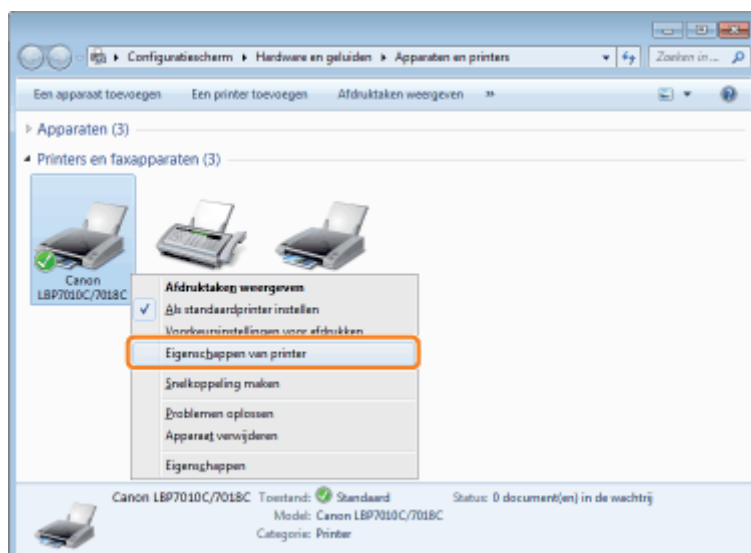 Configuratiescherm ▸ Hardware en geluiden ▸ Apparaten en printers
Zoeken in ...
Een apparaat toevoegen Een printer toevoegen Afdruktaken weergeven »
Apparaten (3)
Printers en faxapparaten (3)
Canon
LBP7010C/7018C
Afdruktaken weergeven
Als standaardprinter instellen
Voorkeursinstellingen voor afdrukken
Eigenschappen van printer
Snelkoppeling maken
Problemen oplossen
Apparaat verwijderen
Eigenschappen
Canon LBP7010C/7018C Toestand: Standaard Status: 0 document(en) in de wachtrij
Model: Canon LBP7010C/7018C
Categorie: Printer